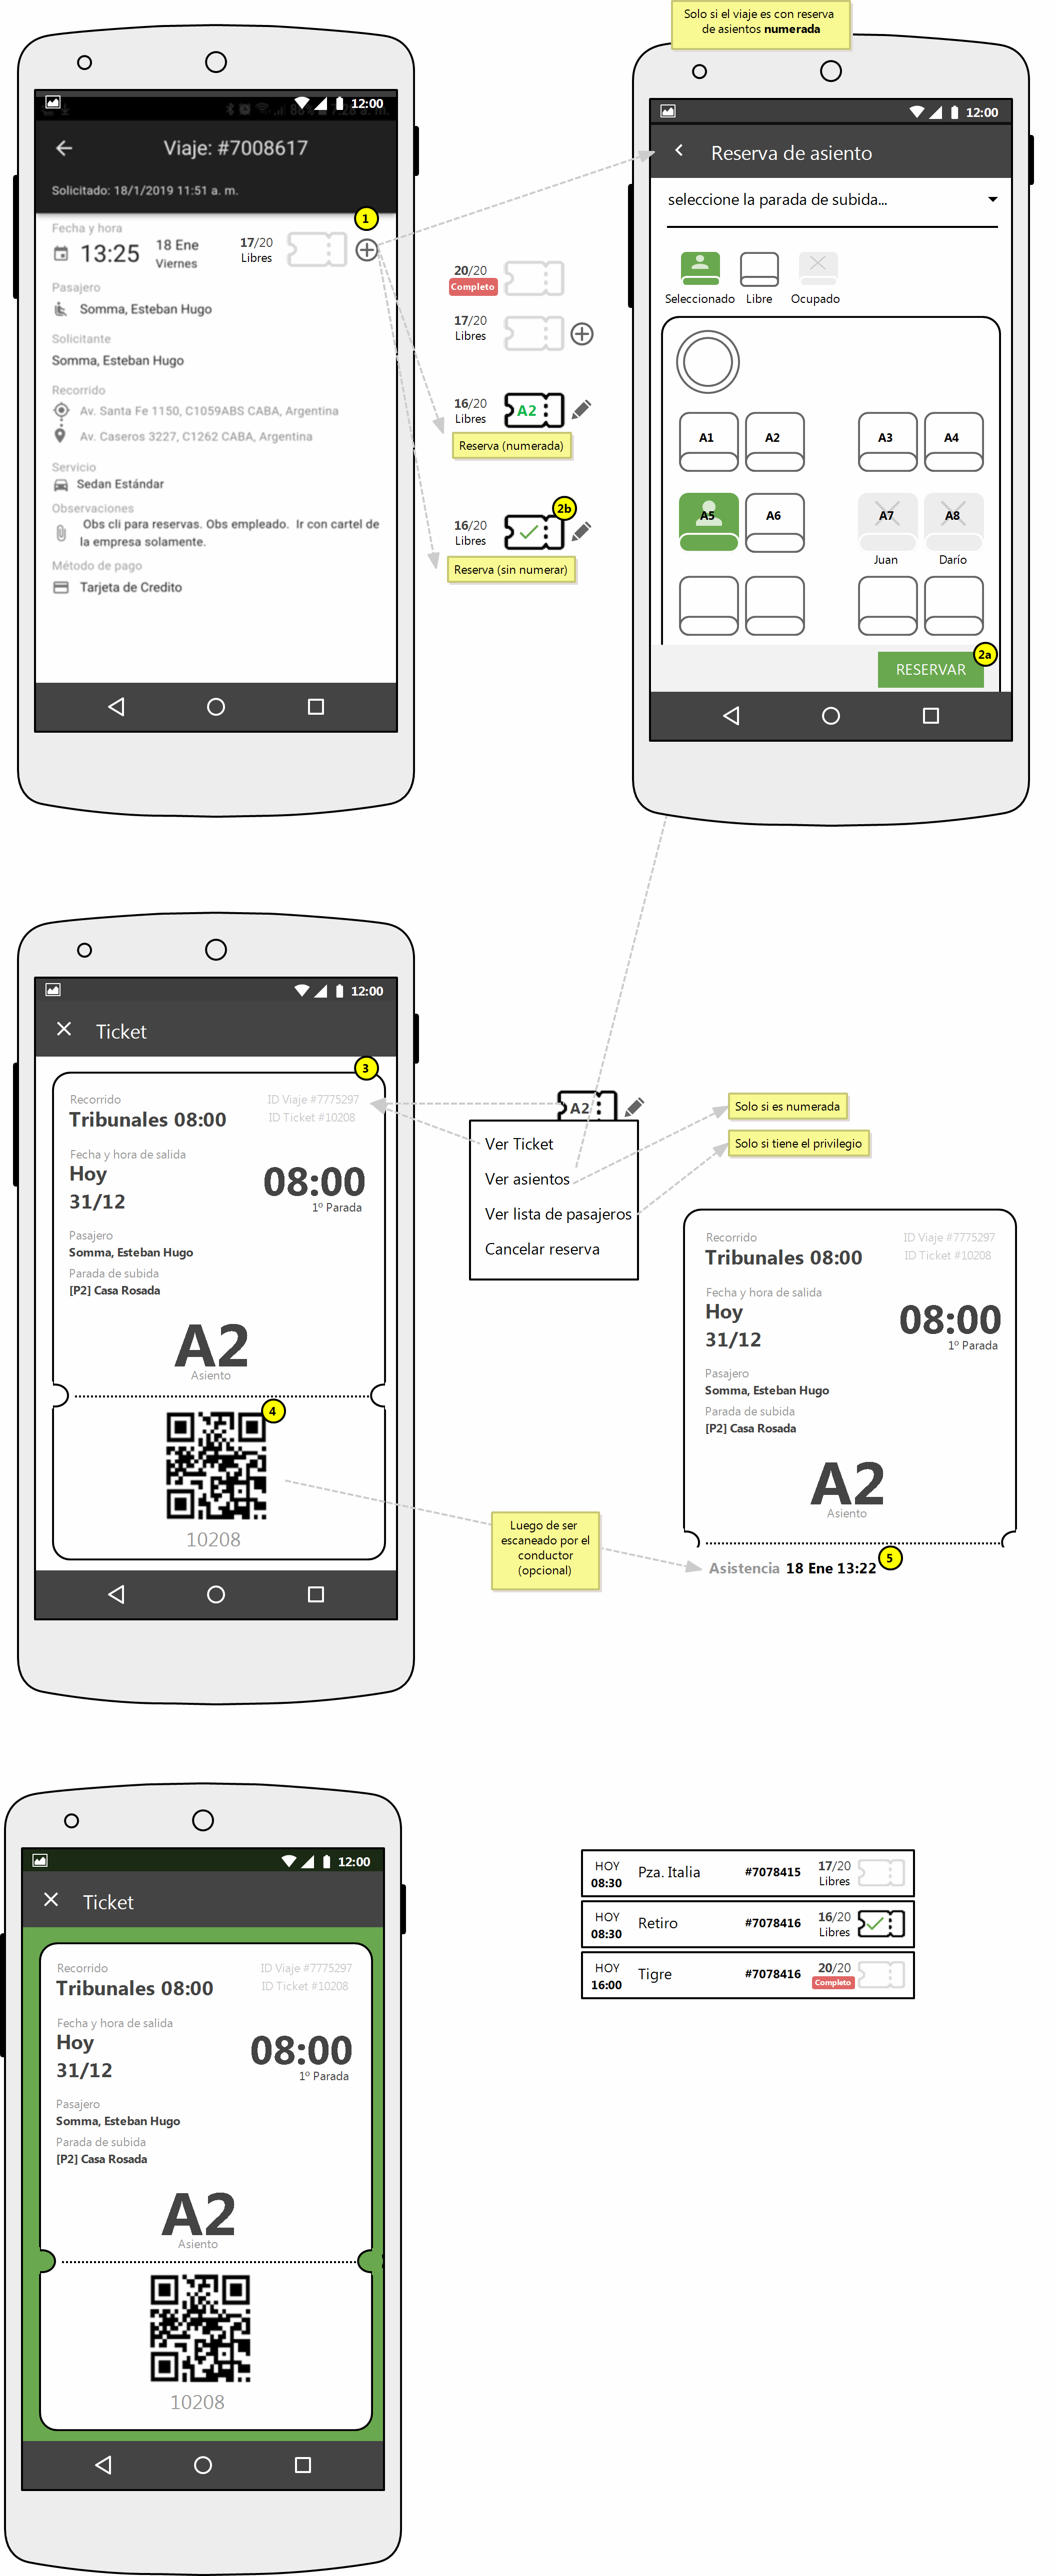 Solo si el viaje es con reserva
de asientos numerada
12:00
Viaje: #7008617
Solicitado: 18/1/2019 11:51 a. m.
1
Fecha y hora
13:25
18 Ene
Viernes
17/20
Libres
Pasajero
Somma, Esteban Hugo
Solicitante
Somma, Esteban Hugo
Recorrido
Av. Santa Fe 1150, C1059ABS CABA, Argentina
Av. Caseros 3227, C1262 CABA, Argentina
Servicio
Sedan Estándar
Observaciones
Obs cli para reservas. Obs empleado. Ir con cartel de
la empresa solamente.
Método de pago
Tarjeta de Credito
20/20
Completo
17/20
Libres
16/20
Libres
A2
Reserva (numerada)
2b
16/20
Libres
Reserva (sin numerar)
12:00
Reserva de asiento
seleccione la parada de subida...
Seleccionado Libre Ocupado
A1 A2 A3 A4
A5 A6 A7 A8
Juan Darío
RESERVAR
2a
12:00
Ticket
3
Recorrido
Tribunales 08:00
ID Viaje #7775297
ID Ticket #10208
Fecha y hora de salida
Hoy
31/12
08:00
1º Parada
Pasajero
Somma, Esteban Hugo
Parada de subida
[P2] Casa Rosada
A2
Asiento
4
10208
A2
Ver Ticket
Ver asientos
Ver lista de pasajeros
Cancelar reserva
Solo si es numerada
Solo si tiene el privilegio
Recorrido
Tribunales 08:00
ID Viaje #7775297
ID Ticket #10208
Fecha y hora de salida
Hoy
31/12
08:00
1º Parada
Pasajero
Somma, Esteban Hugo
Parada de subida
[P2] Casa Rosada
A2
Asiento
Luego de ser
escaneado por el
conductor
(opcional)
Asistencia 18 Ene 13:22
5
12:00
Ticket
Recorrido
Tribunales 08:00
ID Viaje #7775297
ID Ticket #10208
Fecha y hora de salida
Hoy
31/12
08:00
1º Parada
Pasajero
Somma, Esteban Hugo
Parada de subida
[P2] Casa Rosada
A2
Asiento
10208
HOY
08:30
Pza. Italia
#7078415
17/20
Libres
HOY
08:30
Retiro
#7078416
16/20
Libres
HOY
16:00
Tigre
#7078416
20/20
Completo